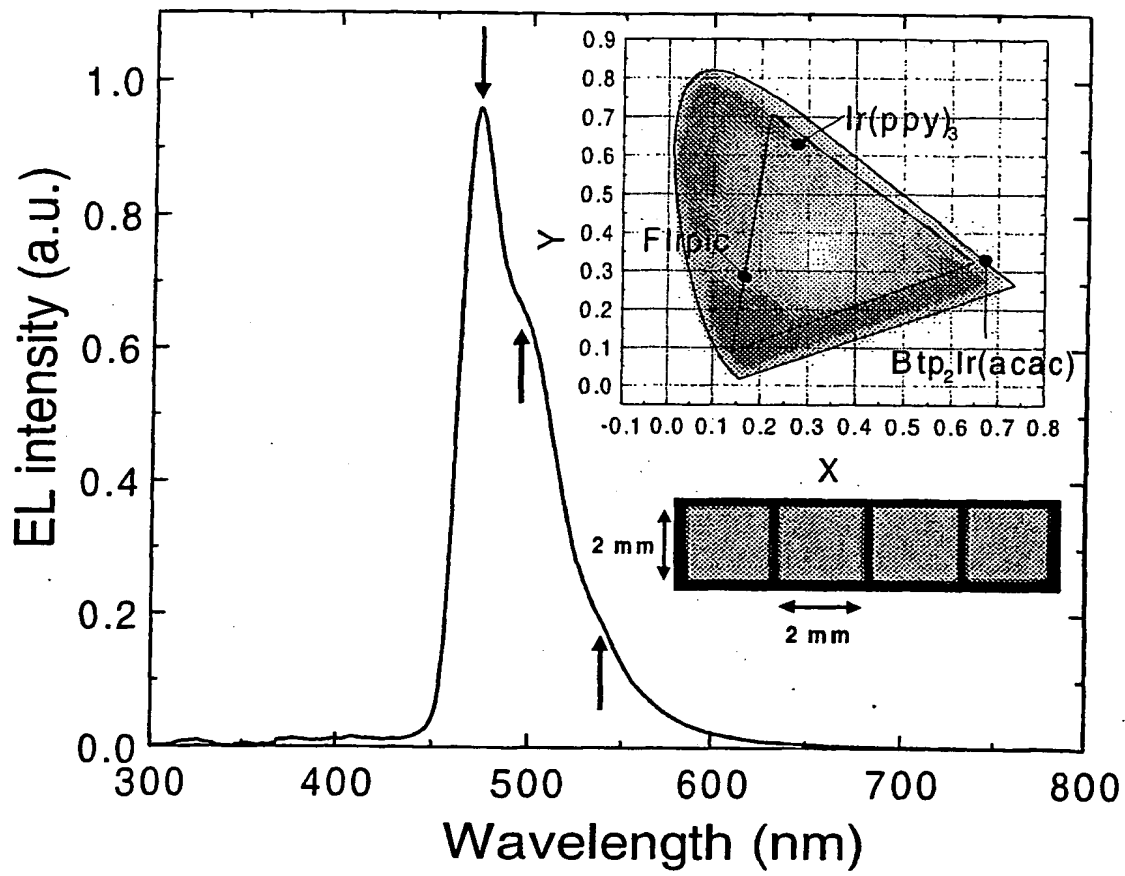 EL intensity (a.u.)
1.0
0.8
0.6
0.4
0.2
0.0
300 400 500 600 700 800
Wavelength (nm)
Y
0.9
0.8
0.7
0.6
0.5
0.4
0.3
0.2
0.1
0.0
-0.1 0.0 0.1 0.2 0.3 0.4 0.5 0.6 0.7 0.8
X
Ir(ppy)₃
FIrpic
Btp₂Ir(acac)
2 mm
2 mm